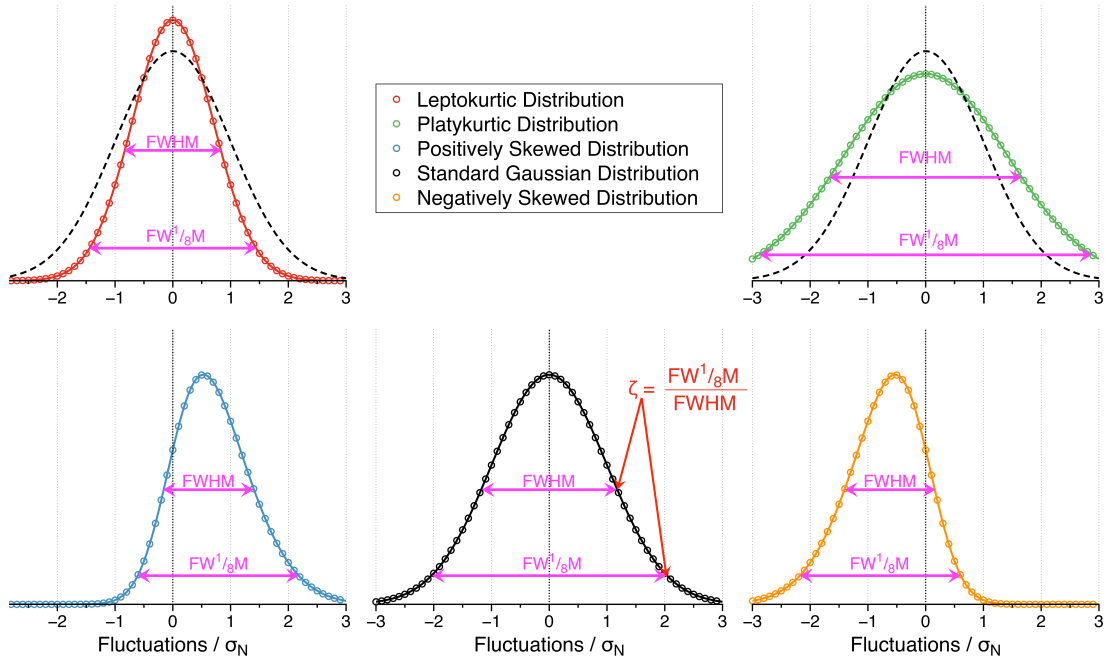 FWHM
FW¹/₈M
−2 −1 0 1 2 3
Leptokurtic Distribution
Platykurtic Distribution
Positively Skewed Distribution
Standard Gaussian Distribution
Negatively Skewed Distribution
FWHM
FW¹/₈M
−3 −2 −1 0 1 2 3
FWHM
FW¹/₈M
−2 −1 0 1 2 3
Fluctuations / σ_N
ζ = FW¹/₈M
FWHM
FWHM
FW¹/₈M
−3 −2 −1 0 1 2 3
Fluctuations / σ_N
FWHM
FW¹/₈M
−3 −2 −1 0 1 2 3
Fluctuations / σ_N